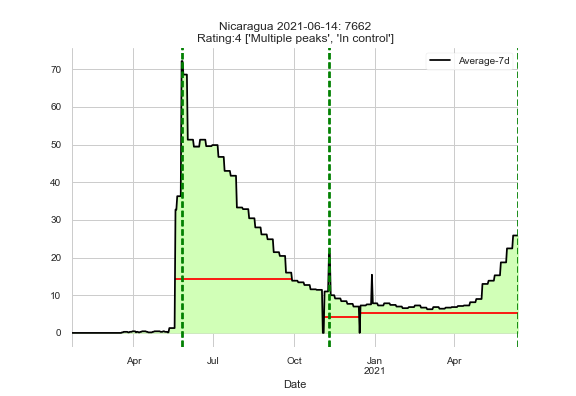 Nicaragua 2021-06-14: 7662
Rating:4 ['Multiple peaks', 'In control']
Average-7d
70
60
50
40
30
20
10
0
Apr Jul Oct Jan Apr
2021
Date